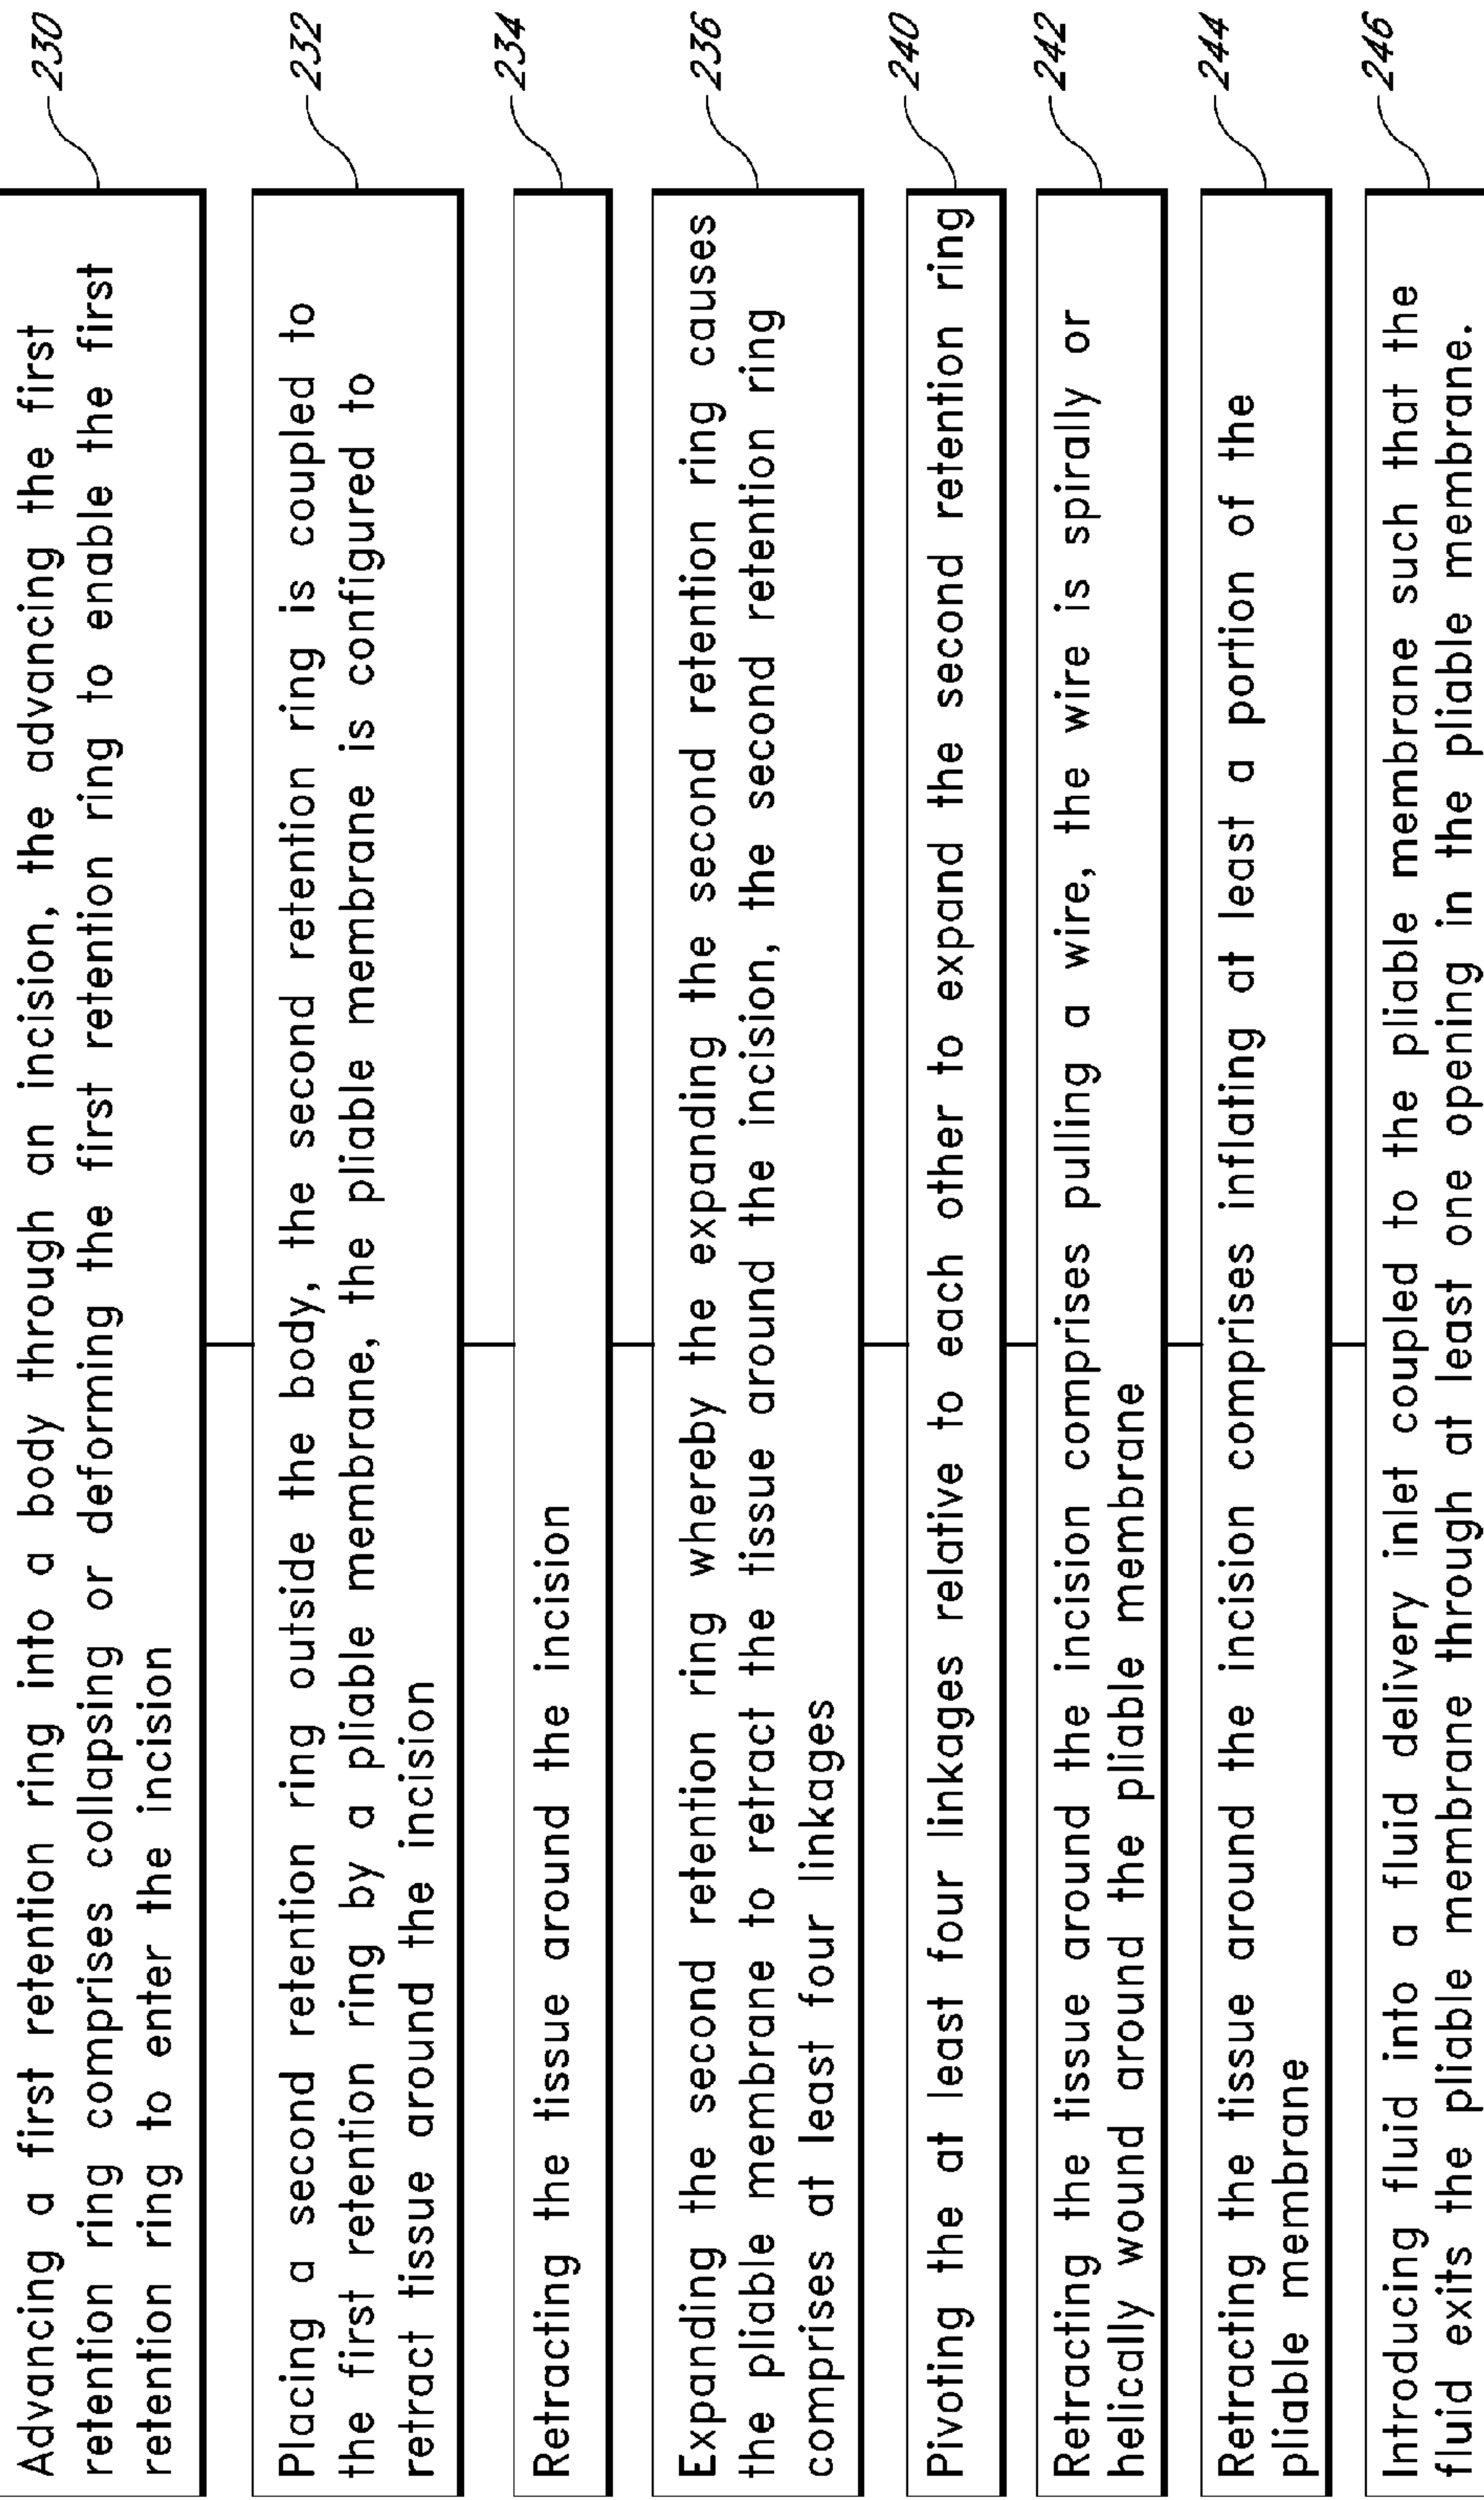 Advancing a first retention ring into a body through an incision, the advancing the first
retention ring comprises collapsing or deforming the first retention ring to enable the first
retention ring to enter the incision
230
Placing a second retention ring outside the body, the second retention ring is coupled to
the first retention ring by a pliable membrane, the pliable membrane is configured to
retract tissue around the incision
232
Retracting the tissue around the incision
234
Expanding the second retention ring whereby the expanding the second retention ring causes
the pliable membrane to retract the tissue around the incision, the second retention ring
comprises at least four linkages
236
Pivoting the at least four linkages relative to each other to expand the second retention ring
240
Retracting the tissue around the incision comprises pulling a wire, the wire is spirally or
helically wound around the pliable membrane
242
Retracting the tissue around the incision comprises inflating at least a portion of the
pliable membrane
244
Introducing fluid into a fluid delivery inlet coupled to the pliable membrane such that the
fluid exits the pliable membrane through at least one opening in the pliable membrane.
246